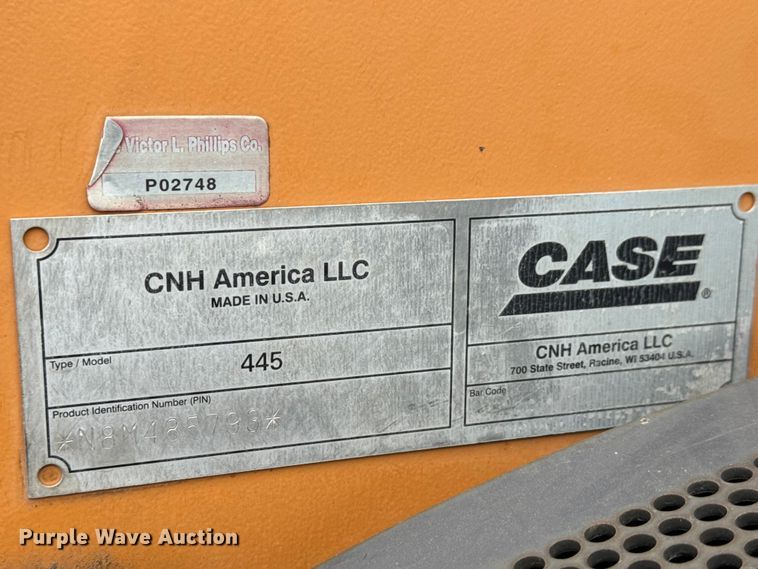 Victor L. Phillips Co.
P02748
CNH America LLC
MADE IN U.S.A.
Type / Model
445
Product Identification Number (PIN)
*N8M485793*
CASE
®
CNH America LLC
700 State Street, Racine, WI 53404 U.S.A.
Bar Code
Purple Wave Auction